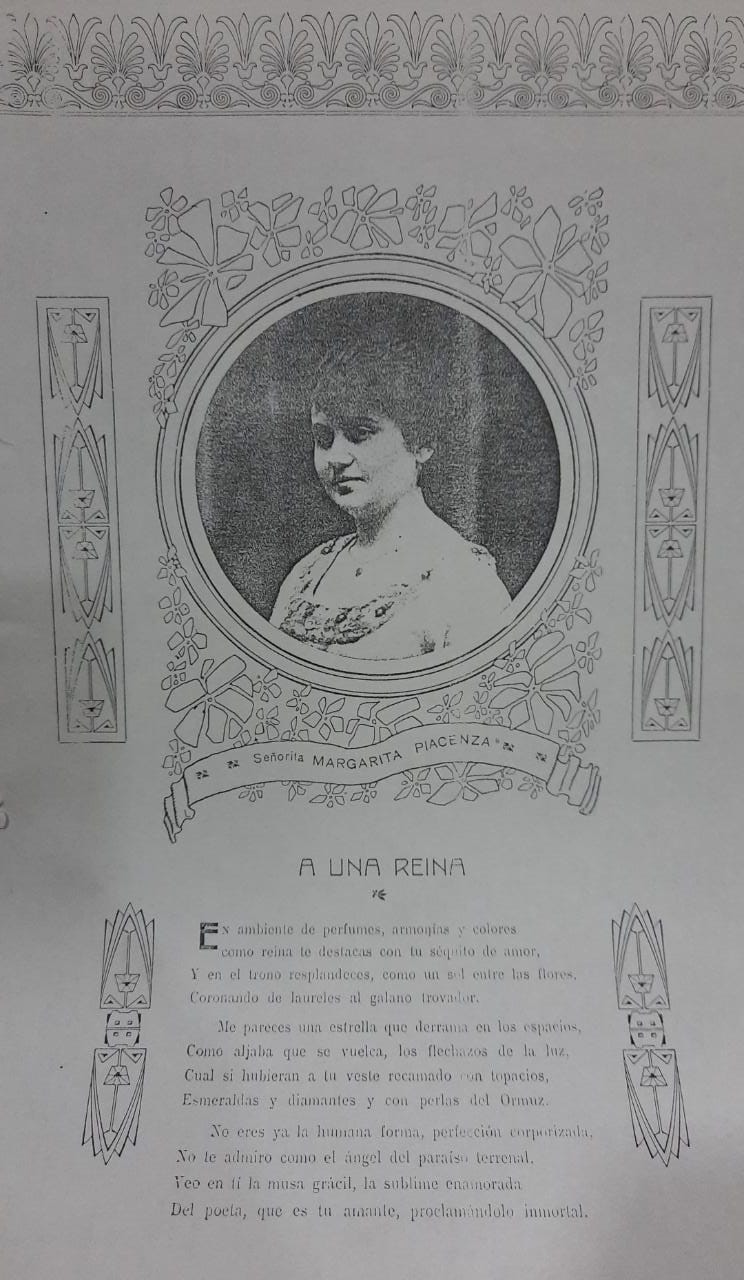 Señorita MARGARITA PIACENZA
A UNA REINA
En ambiente de perfumes, armonías y colores
como reina te destacas con tu séquito de amor,
Y en el trono resplandeces, como un sol entre las flores,
Coronando de laureles al galano trovador.
Me pareces una estrella que derrama en los espacios,
Como aljaba que se vuelca, los flechazos de la luz,
Cual si hubieran a tu veste recamado con topacios,
Esmeraldas y diamantes y con perlas del Ormuz.
No eres ya la humana forma, perfección corporizada,
No te admiro como el ángel del paraíso terrenal,
Veo en tí la musa grácil, la sublime enamorada
Del poeta, que es tu amante, proclamándolo inmortal.